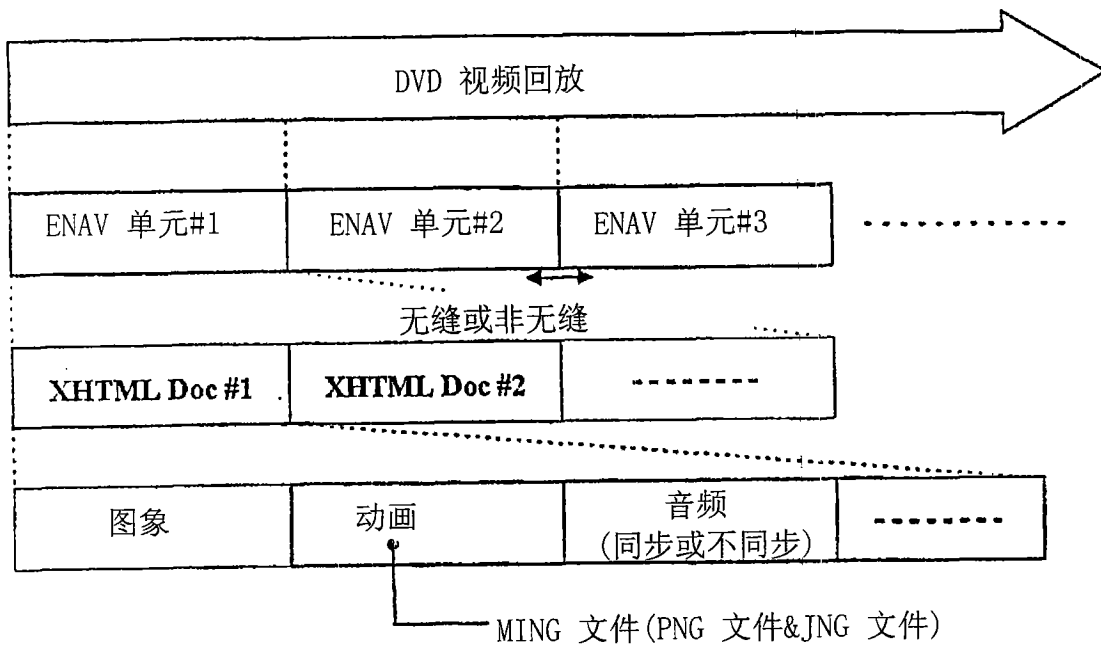 DVD 视频回放
ENAV 单元#1 ENAV 单元#2 ENAV 单元#3
无缝或非无缝
XHTML Doc #1 XHTML Doc #2
图象 动画 音频
(同步或不同步)
MING 文件(PNG 文件&JNG 文件)